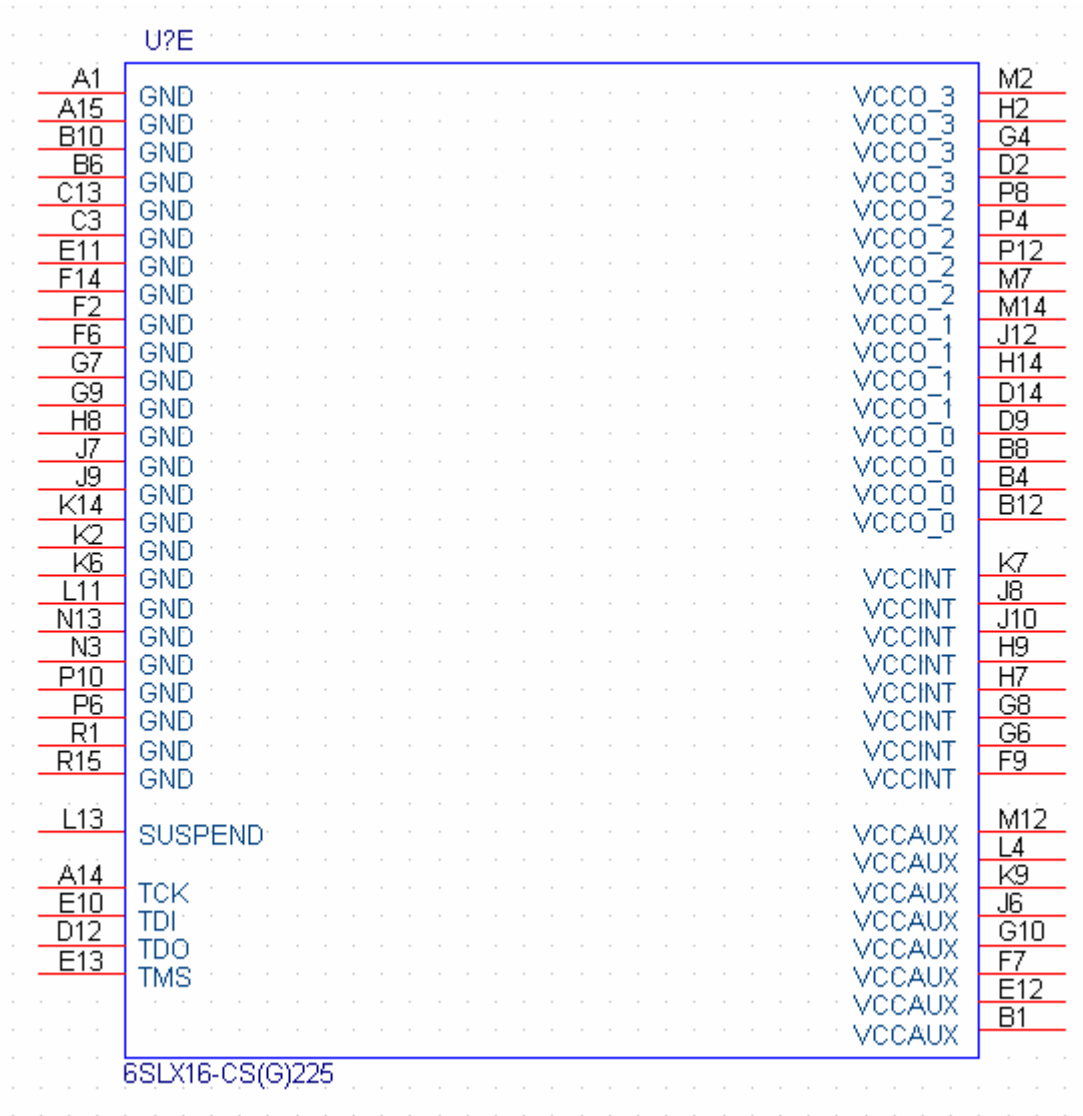 U?E
A1 GND VCCO_3 M2
A15 GND VCCO_3 H2
B10 GND VCCO_3 G4
B6 GND VCCO_3 D2
C13 GND VCCO_2 P8
C3 GND VCCO_2 P4
E11 GND VCCO_2 P12
F14 GND VCCO_2 M7
F2 GND VCCO_1 M14
F6 GND VCCO_1 J12
G7 GND VCCO_1 H14
G9 GND VCCO_1 D14
H8 GND VCCO_0 D9
J7 GND VCCO_0 B8
J9 GND VCCO_0 B4
K14 GND VCCO_0 B12
K2 GND
K6 GND VCCINT K7
L11 GND VCCINT J8
N13 GND VCCINT J10
N3 GND VCCINT H9
P10 GND VCCINT H7
P6 GND VCCINT G8
R1 GND VCCINT G6
R15 GND VCCINT F9
L13 SUSPEND VCCAUX M12
VCCAUX L4
A14 TCK VCCAUX K9
E10 TDI VCCAUX J6
D12 TDO VCCAUX G10
E13 TMS VCCAUX F7
VCCAUX E12
VCCAUX B1
6SLX16-CS(G)225